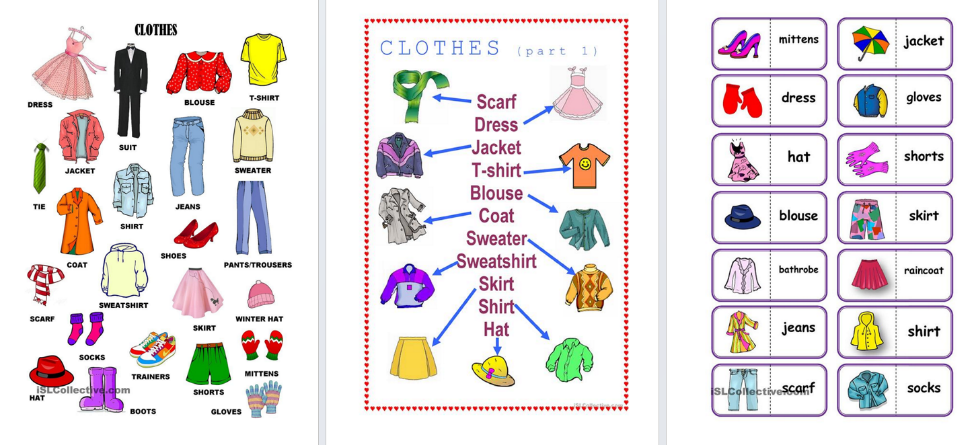 CLOTHES
DRESS
SUIT
BLOUSE
T-SHIRT
TIE
JACKET
SHIRT
JEANS
SWEATER
COAT
SWEATSHIRT
SHOES
PANTS/TROUSERS
SCARF
SOCKS
SKIRT
WINTER HAT
HAT
BOOTS
TRAINERS
SHORTS
MITTENS
GLOVES
iSLCollective.com
CLOTHES (part 1)
Scarf
Dress
Jacket
T-shirt
Blouse
Coat
Sweater
Sweatshirt
Skirt
Shirt
Hat
iSLCollective.com
mittens
jacket
dress
gloves
hat
shorts
blouse
skirt
bathrobe
raincoat
jeans
shirt
scarf
socks
iSLCollective.com